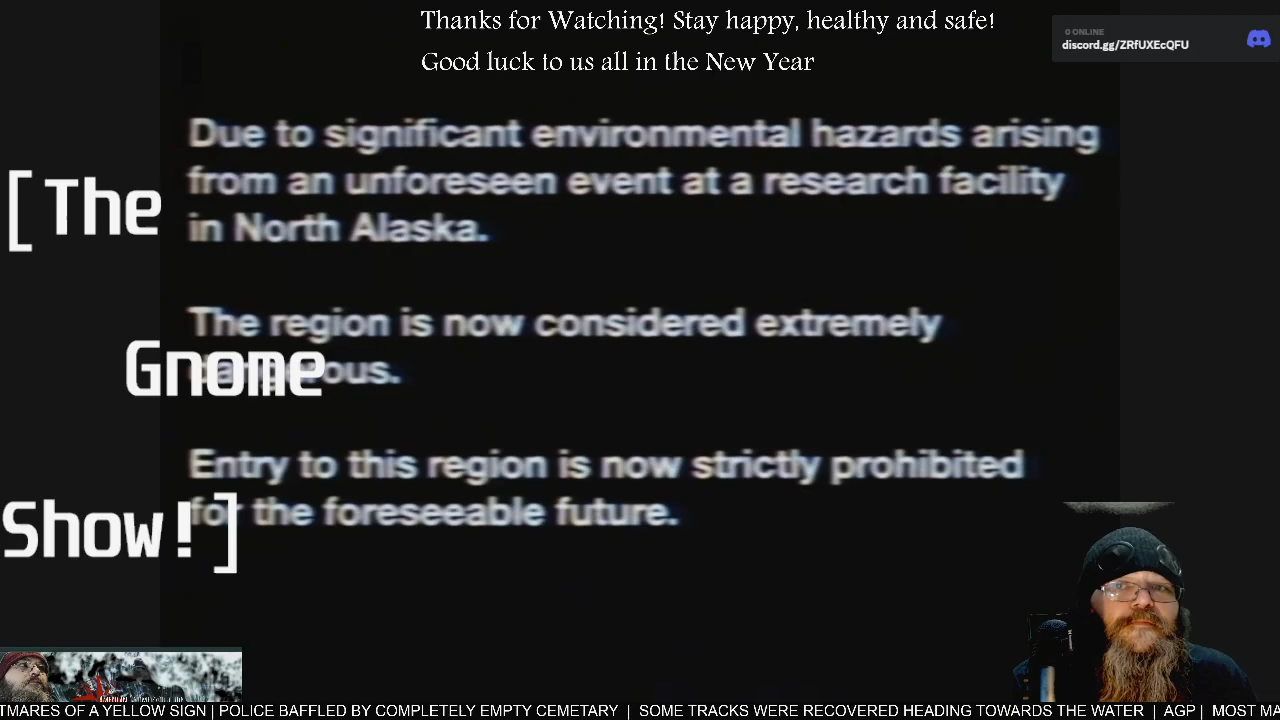 Thanks for Watching! Stay happy, healthy and safe!
Good luck to us all in the New Year
0 ONLINE
discord.gg/ZRfUXEcQFU
Due to significant environmental hazards arising
from an unforeseen event at a research facility
in North Alaska.
[The
The region is now considered extremely
Gnome
Entry to this region is now strictly prohibited
for the foreseeable future.
Show!]
TMARES OF A YELLOW SIGN | POLICE BAFFLED BY COMPLETELY EMPTY CEMETARY | SOME TRACKS WERE RECOVERED HEADING TOWARDS THE WATER | AGP | MOST MA